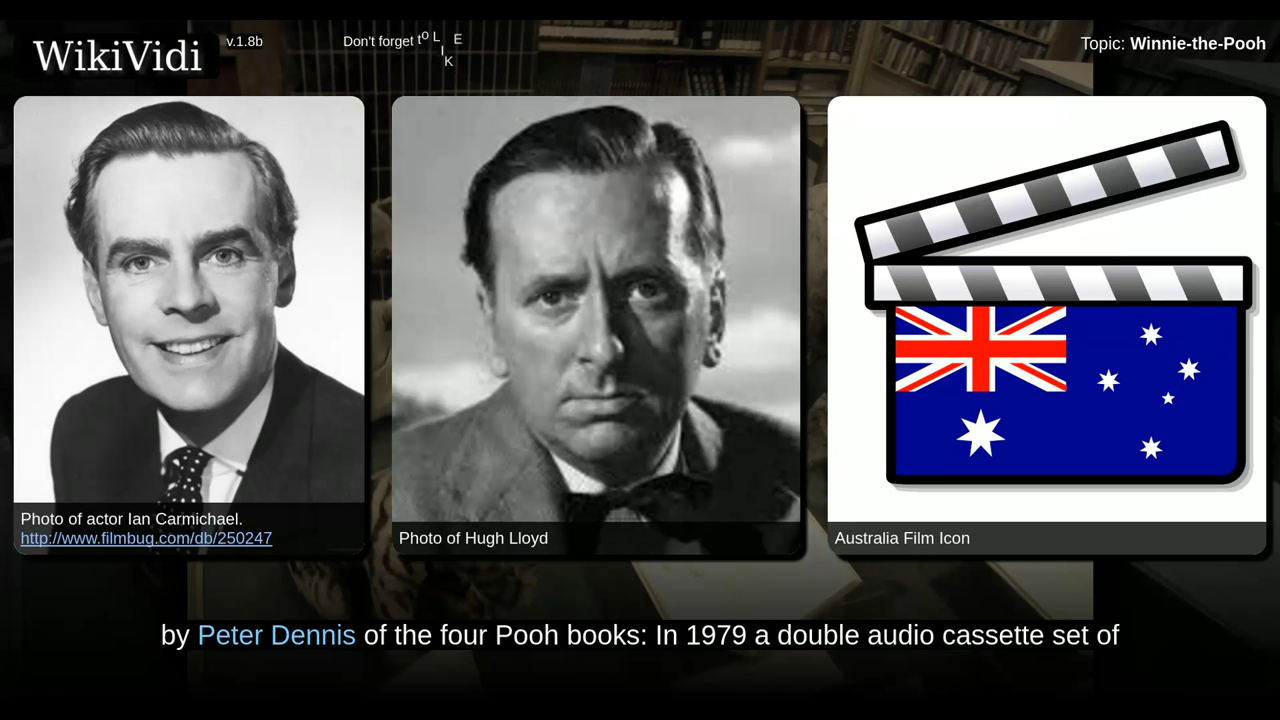 WikiVidi
v.1.8b
Don't forget to LIKE
Topic: Winnie-the-Pooh
Photo of actor Ian Carmichael.
http://www.filmbug.com/db/250247
Photo of Hugh Lloyd
Australia Film Icon
by Peter Dennis of the four Pooh books: In 1979 a double audio cassette set of